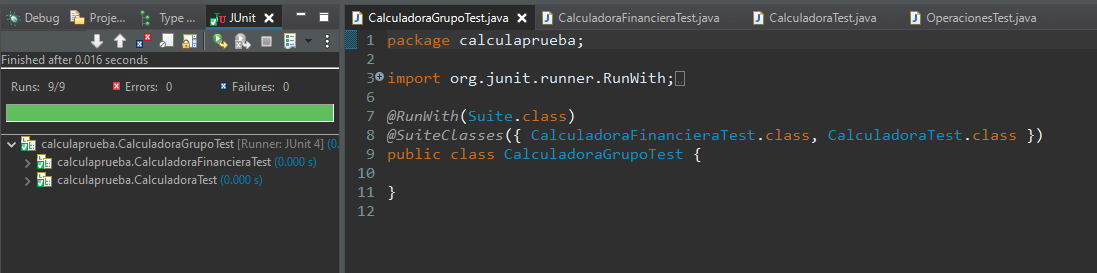 Debug Proje... Type ... JUnit
Finished after 0.016 seconds
Runs: 9/9 Errors: 0 Failures: 0
calculaprueba.CalculadoraGrupoTest [Runner: JUnit 4] (0.
calculaprueba.CalculadoraFinancieraTest (0.000 s)
calculaprueba.CalculadoraTest (0.000 s)
CalculadoraGrupoTest.java CalculadoraFinancieraTest.java CalculadoraTest.java OperacionesTest.java
1 package calculaprueba;
2
3 import org.junit.runner.RunWith;
6
7 @RunWith(Suite.class)
8 @SuiteClasses({ CalculadoraFinancieraTest.class, CalculadoraTest.class })
9 public class CalculadoraGrupoTest {
10
11 }
12